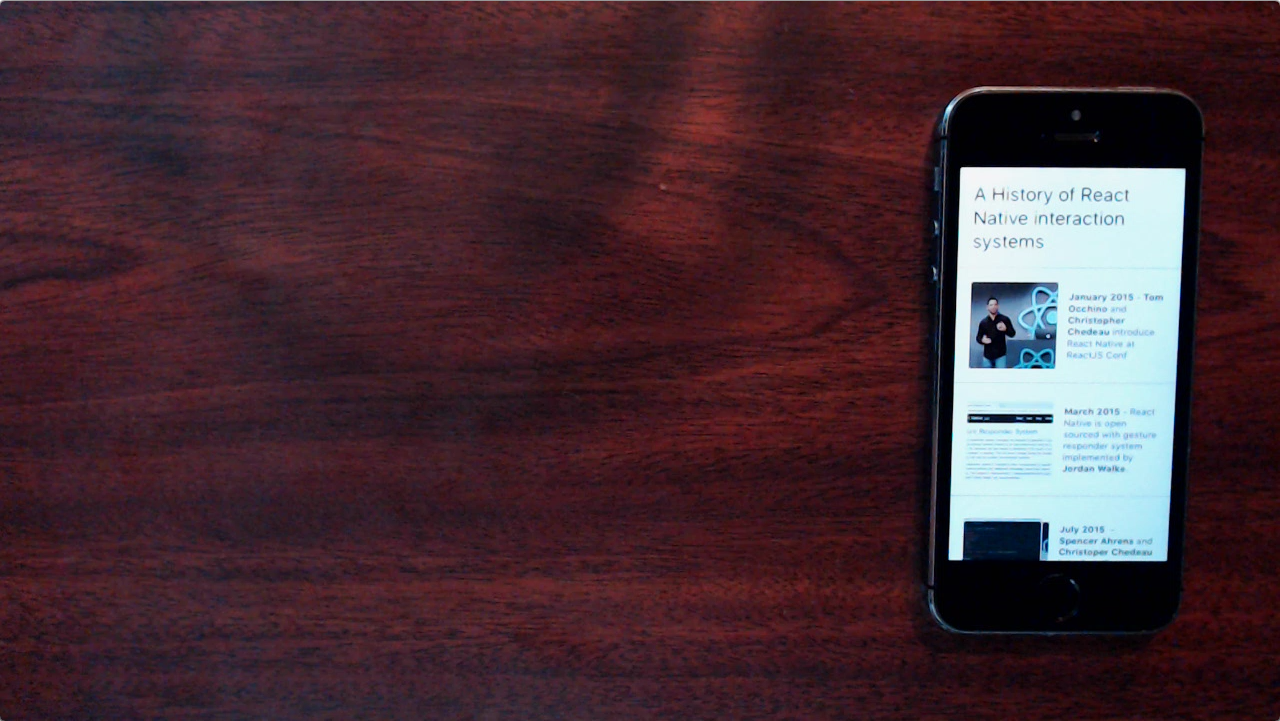 A History of React
Native interaction
systems
January 2015 - Tom
Occhino and
Christopher
Chedeau introduce
React Native at
ReactJS Conf
March 2015 - React
Native is open
sourced with gesture
responder system
implemented by
Jordan Walke
July 2015 -
Spencer Ahrens and
Christoper Chedeau